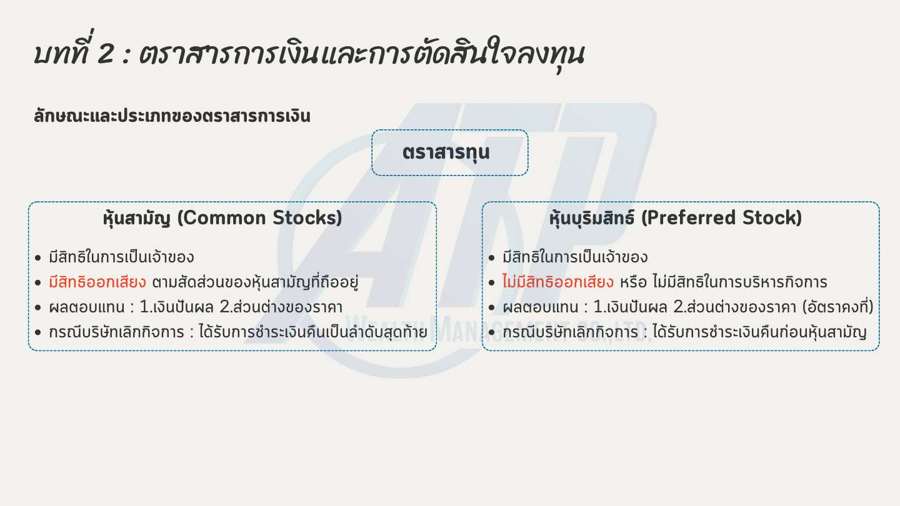 บทที่ 2 : ตราสารการเงินและการตัดสินใจลงทุน
ลักษณะและประเภทของตราสารการเงิน
ตราสารทุน
หุ้นสามัญ (Common Stocks)
• มีสิทธิในการเป็นเจ้าของ
• มีสิทธิออกเสียง ตามสัดส่วนของหุ้นสามัญที่ถืออยู่
• ผลตอบแทน : 1.เงินปันผล 2.ส่วนต่างของราคา
• กรณีบริษัทเลิกกิจการ : ได้รับการชำระเงินคืนเป็นลำดับสุดท้าย
หุ้นบุริมสิทธิ์ (Preferred Stock)
• มีสิทธิในการเป็นเจ้าของ
• ไม่มีสิทธิออกเสียง หรือ ไม่มีสิทธิในการบริหารกิจการ
• ผลตอบแทน : 1.เงินปันผล 2.ส่วนต่างของราคา (อัตราคงที่)
• กรณีบริษัทเลิกกิจการ : ได้รับการชำระเงินคืนก่อนหุ้นสามัญ
ATP
WEALTH MANAGEMENT CO.,LTD.